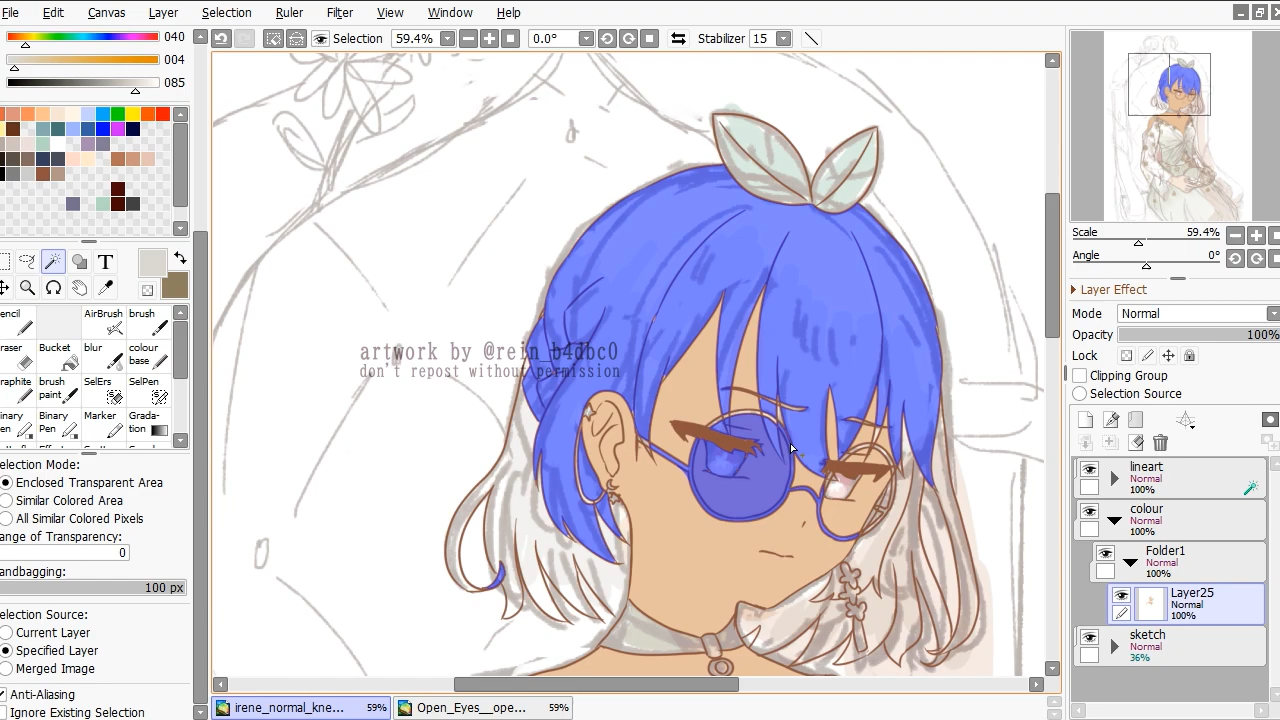 File Edit Canvas Layer Selection Ruler Filter View Window Help
040
004
085
Selection 59.4% 0.0° Stabilizer 15
T
AirBrush brush
Bucket blur colour base
brush paint SelErs SelPen
Binary Pen Marker Grada-tion
Enclosed Transparent Area
Similar Colored Area
All Similar Colored Pixels
0
100 px
Current Layer
Specified Layer
Merged Image
Anti-Aliasing
Ignore Existing Selection
artwork by @rein_b4dbc0
don't repost without permission
irene_normal_kne... 59% Open_Eyes__ope... 59%
Scale 59.4%
Angle 0°
Layer Effect
Mode Normal
Opacity 100%
Lock
Clipping Group
Selection Source
lineart
Normal
100%
colour
Normal
100%
Folder1
Normal
100%
Layer25
Normal
100%
sketch
Normal
36%